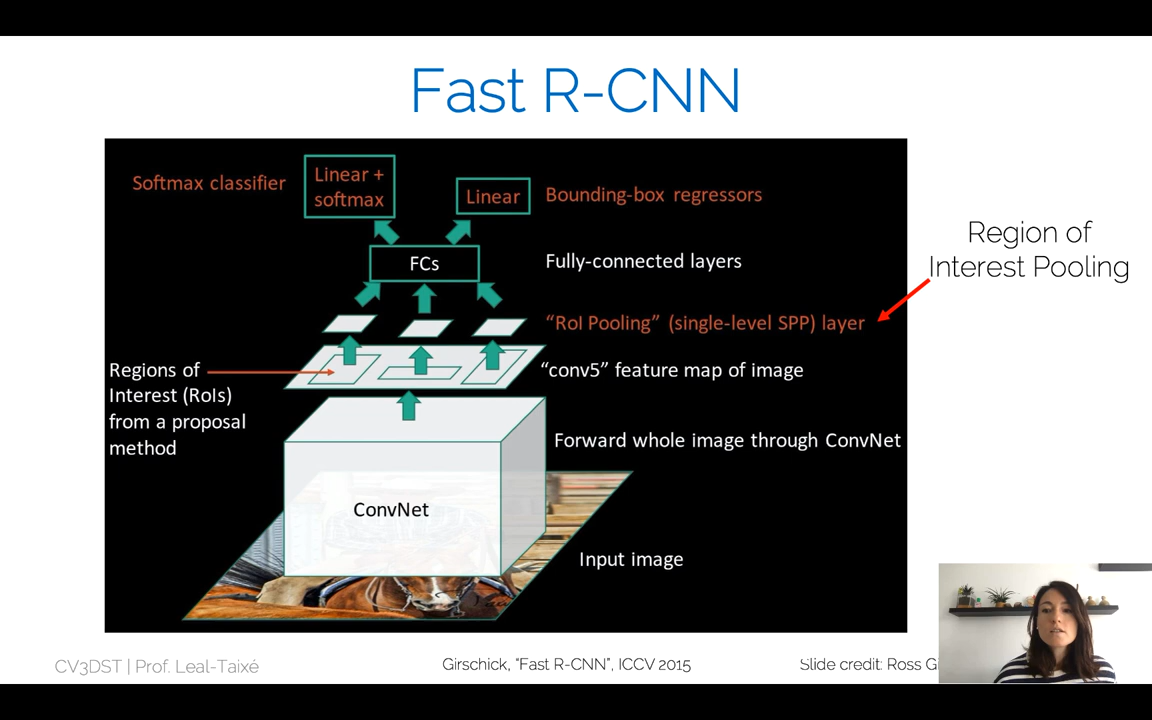 Fast R-CNN
Softmax classifier
Linear +
softmax
Linear
Bounding-box regressors
FCs
Fully-connected layers
Region of
Interest Pooling
“RoI Pooling” (single-level SPP) layer
Regions of
Interest (RoIs)
from a proposal
method
“conv5” feature map of image
Forward whole image through ConvNet
ConvNet
Input image
CV3DST | Prof. Leal-Taixé
Girschick, “Fast R-CNN”, ICCV 2015
Slide credit: Ross